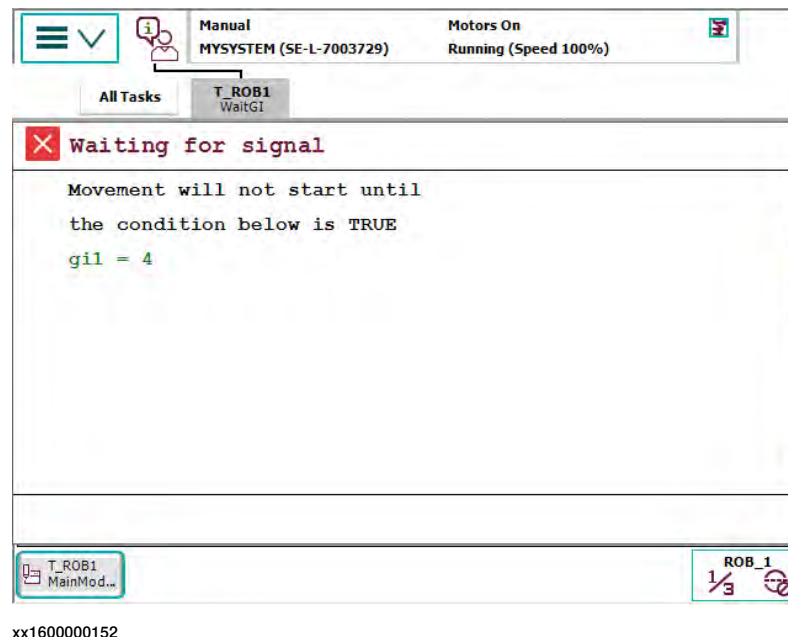 Manual
MYSYSTEM (SE-L-7003729)
Motors On
Running (Speed 100%)
All Tasks
T_ROB1
WaitGI
Waiting for signal
Movement will not start until
the condition below is TRUE
gi1 = 4
T_ROB1
MainMod...
ROB_1
1/3
xx1600000152